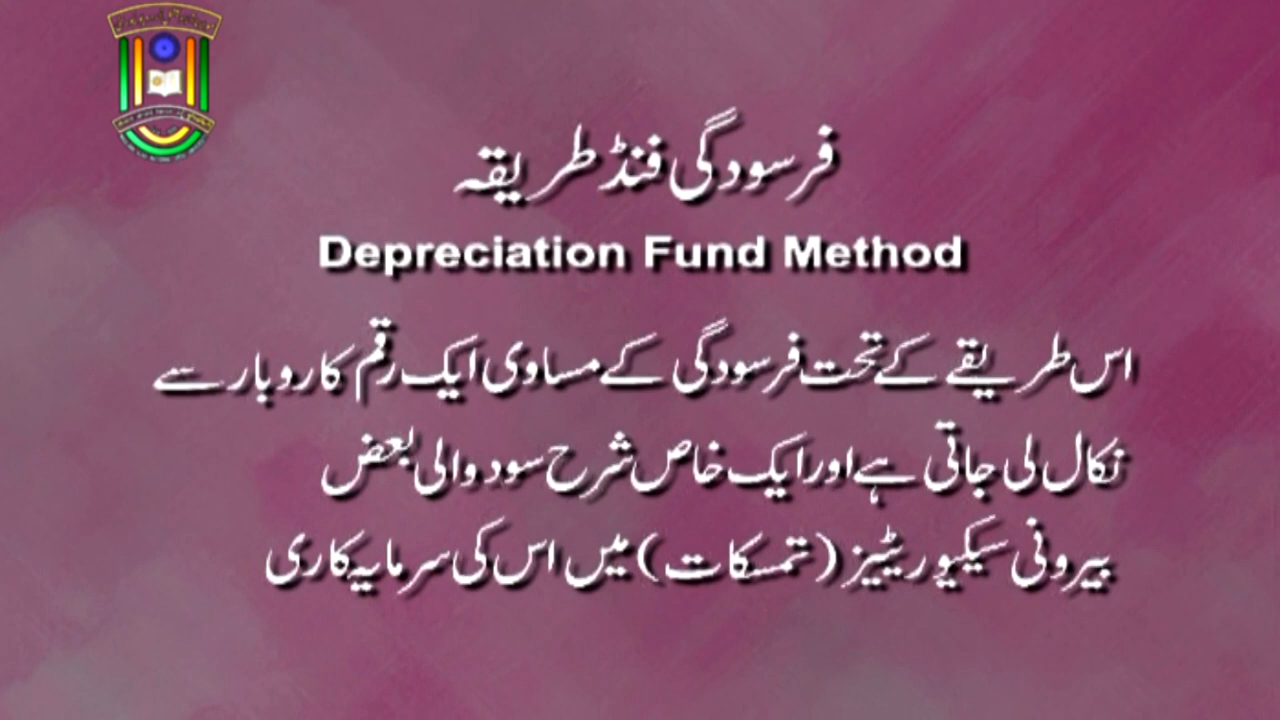 فرسودگی فنڈ طریقہ
Depreciation Fund Method
اس طریقے کے تحت فرسودگی کے مساوی ایک رقم کاروبار سے
نکال لی جاتی ہے اور ایک خاص شرح سود والی بعض
بیرونی سیکیوریٹیز (تمسکات) میں اس کی سرمایہ کاری